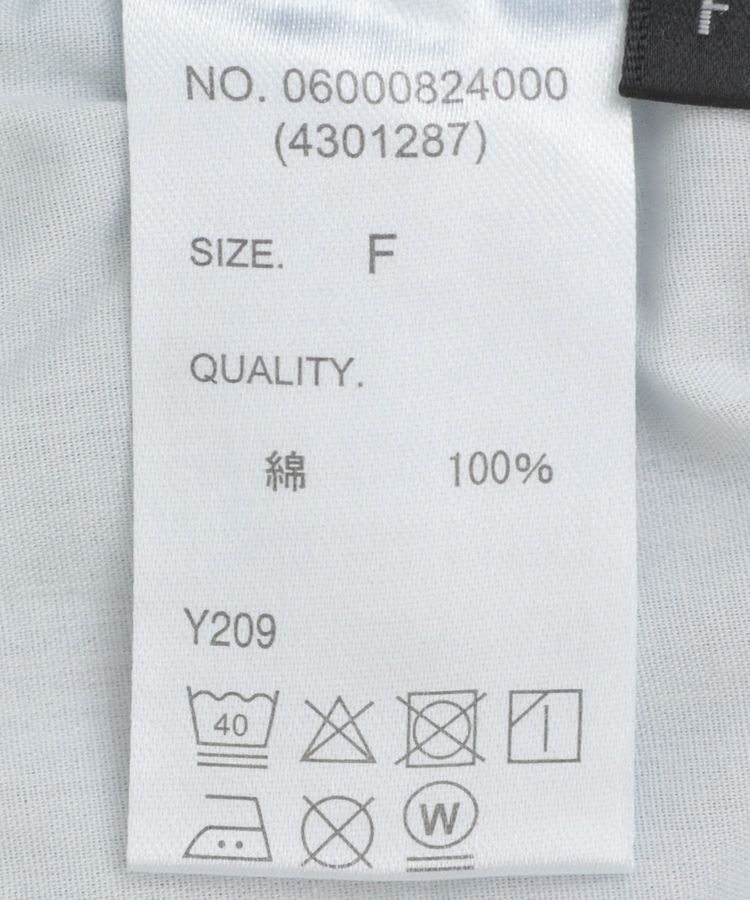 NO. 06000824000
(4301287)
SIZE. F
QUALITY.
綿 100%
Y209
40
W